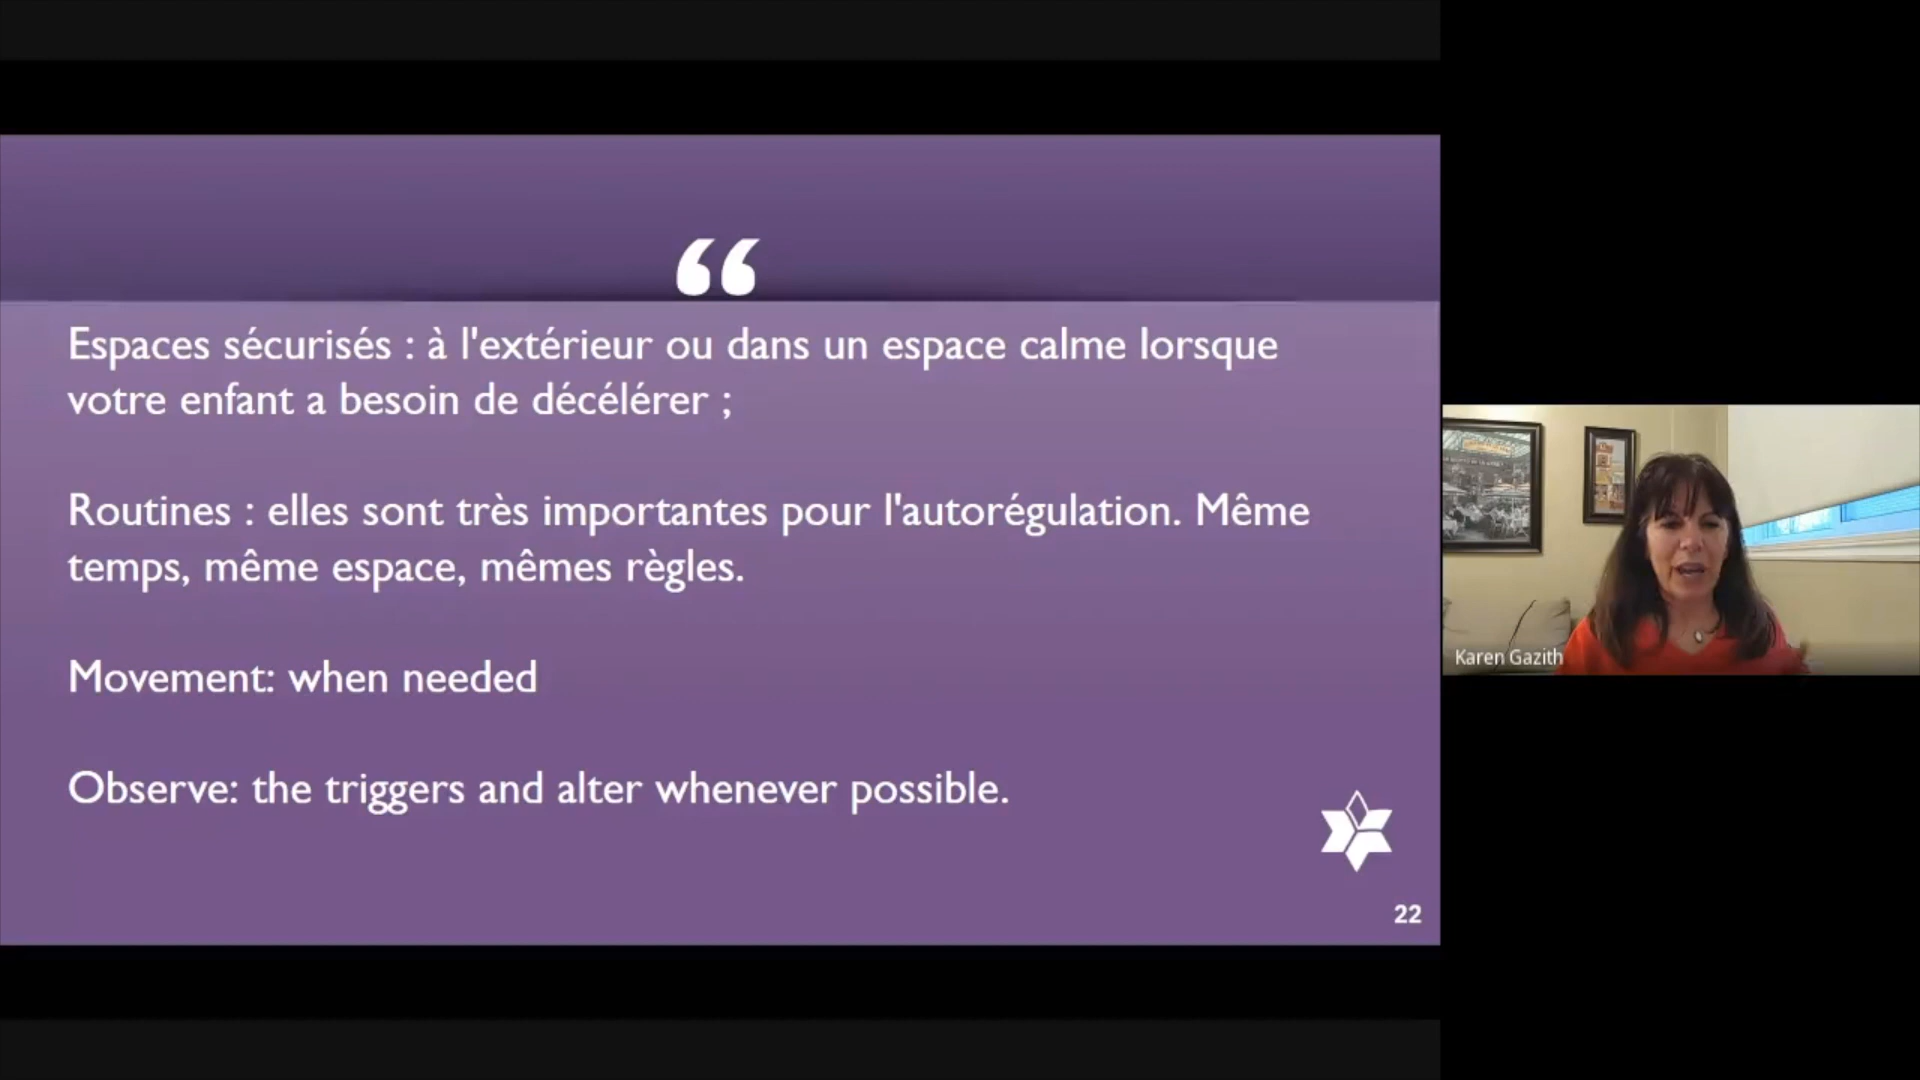 “
Espaces sécurisés : à l'extérieur ou dans un espace calme lorsque
votre enfant a besoin de décélérer ;
Routines : elles sont très importantes pour l'autorégulation. Même
temps, même espace, mêmes règles.
Movement: when needed
Observe: the triggers and alter whenever possible.
22
Karen Gazith